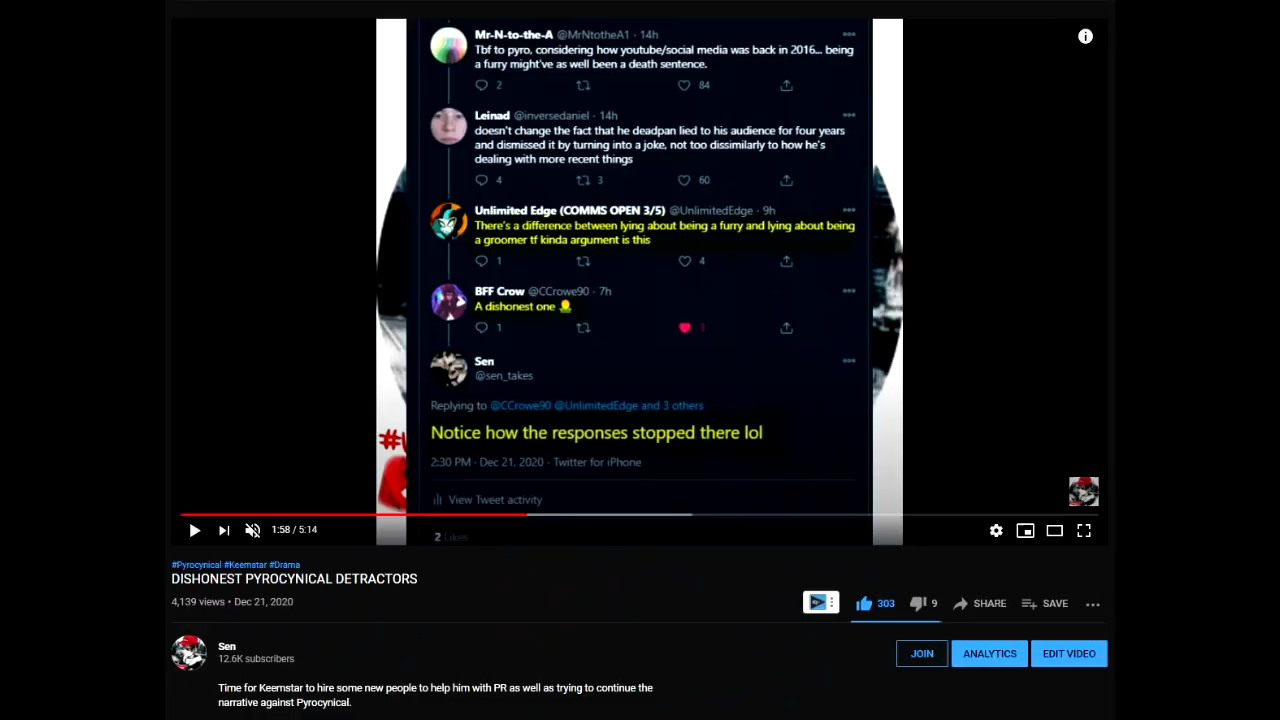 Mr-N-to-the-A @MrNtotheA1 · 14h
Tbf to pyro, considering how youtube/social media was back in 2016... being
a furry might've as well been a death sentence.
2 84
Leinad @inversedaniel · 14h
doesn't change the fact that he deadpan lied to his audience for four years
and dismissed it by turning into a joke, not too dissimilarly to how he's
dealing with more recent things
4 3 60
Unlimited Edge (COMMS OPEN 3/5) @UnlimitedEdge · 9h
There's a difference between lying about being a furry and lying about being
a groomer tf kinda argument is this
1 4
BFF Crow @CCrowe90 · 7h
A dishonest one
1
Sen
@sen_takes
Replying to @CCrowe90 @UnlimitedEdge and 3 others
Notice how the responses stopped there lol
2:30 PM · Dec 21, 2020 · Twitter for iPhone
View Tweet activity
2 Likes
1:58 / 5:14
#Pyrocynical #Keemstar #Drama
DISHONEST PYROCYNICAL DETRACTORS
4,139 views • Dec 21, 2020
303 9 SHARE SAVE
Sen
12.6K subscribers
JOIN ANALYTICS EDIT VIDEO
Time for Keemstar to hire some new people to help him with PR as well as trying to continue the
narrative against Pyrocynical.